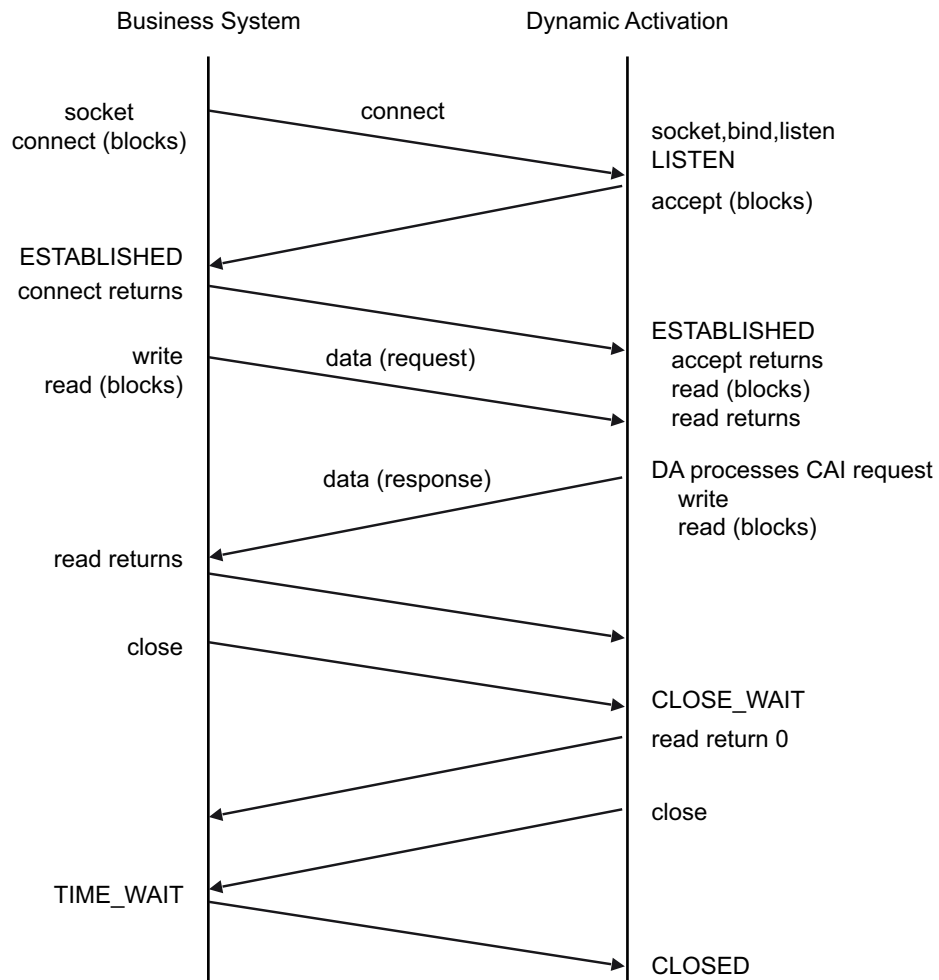 Business System
Dynamic Activation
socket
connect (blocks)
connect
socket,bind,listen
LISTEN
accept (blocks)
ESTABLISHED
connect returns
ESTABLISHED
accept returns
read (blocks)
read returns
write
read (blocks)
data (request)
DA processes CAI request
write
read (blocks)
data (response)
read returns
close
CLOSE_WAIT
read return 0
close
TIME_WAIT
CLOSED